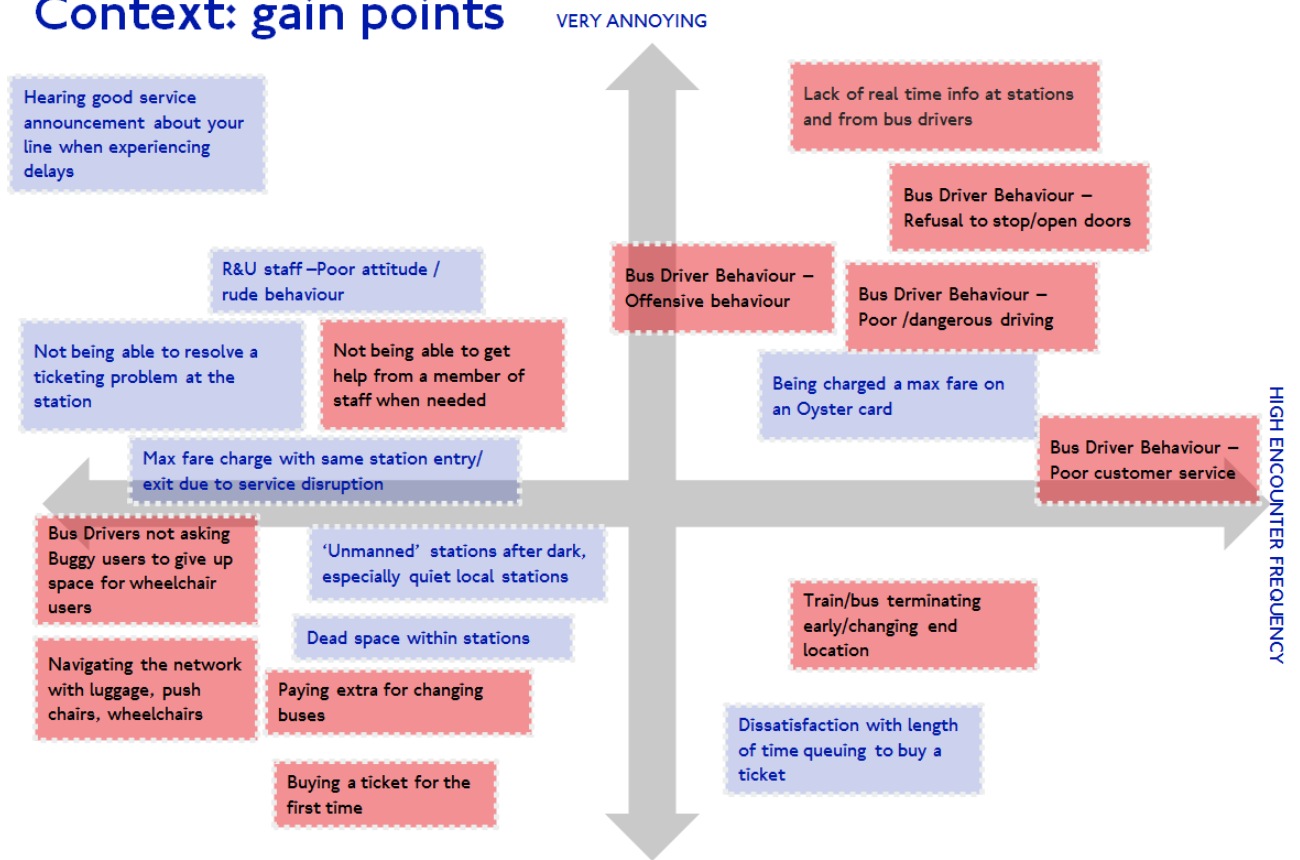 Context: gain points
VERY ANNOYING
Hearing good service
announcement about your
line when experiencing
delays
Lack of real time info at stations
and from bus drivers
Bus Driver Behaviour –
Refusal to stop/open doors
R&U staff –Poor attitude /
rude behaviour
Bus Driver Behaviour –
Offensive behaviour
Bus Driver Behaviour –
Poor /dangerous driving
Not being able to resolve a
ticketing problem at the
station
Not being able to get
help from a member of
staff when needed
Being charged a max fare on
an Oyster card
Bus Driver Behaviour –
Poor customer service
HIGH ENCOUNTER FREQUENCY
Max fare charge with same station entry/
exit due to service disruption
Bus Drivers not asking
Buggy users to give up
space for wheelchair
users
‘Unmanned’ stations after dark,
especially quiet local stations
Train/bus terminating
early/changing end
location
Dead space within stations
Navigating the network
with luggage, push
chairs, wheelchairs
Paying extra for changing
buses
Dissatisfaction with length
of time queuing to buy a
ticket
Buying a ticket for the
first time